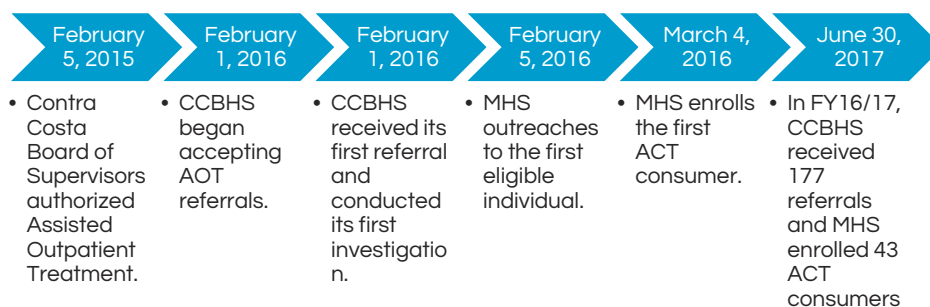 February
5, 2015
• Contra
Costa
Board of
Supervisors
authorized
Assisted
Outpatient
Treatment.
February
1, 2016
• CCBHS
began
accepting
AOT
referrals.
February
1, 2016
• CCBHS
received its
first referral
and
conducted
its first
investigatio
n.
February
5, 2016
• MHS
outreaches
to the first
eligible
individual.
March 4,
2016
• MHS enrolls
the first
ACT
consumer.
June 30,
2017
• In FY16/17,
CCBHS
received
177
referrals
and MHS
enrolled 43
ACT
consumers